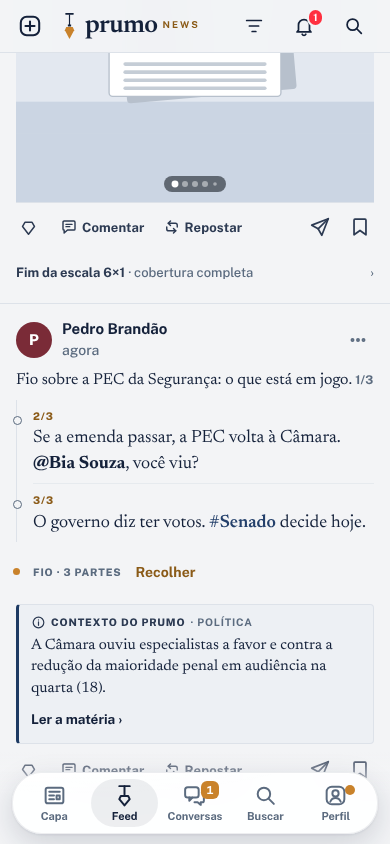 prumo NEWS
1
Comentar
Repostar
Fim da escala 6×1 · cobertura completa ›
P
Pedro Brandão
agora
Fio sobre a PEC da Segurança: o que está em jogo. 1/3
2/3
Se a emenda passar, a PEC volta à Câmara.
@Bia Souza, você viu?
3/3
O governo diz ter votos. #Senado decide hoje.
FIO · 3 PARTES Recolher
CONTEXTO DO PRUMO · POLÍTICA
A Câmara ouviu especialistas a favor e contra a
redução da maioridade penal em audiência na
quarta (18).
Ler a matéria ›
Comentar
Repostar
1
Capa
Feed
Conversas
Buscar
Perfil